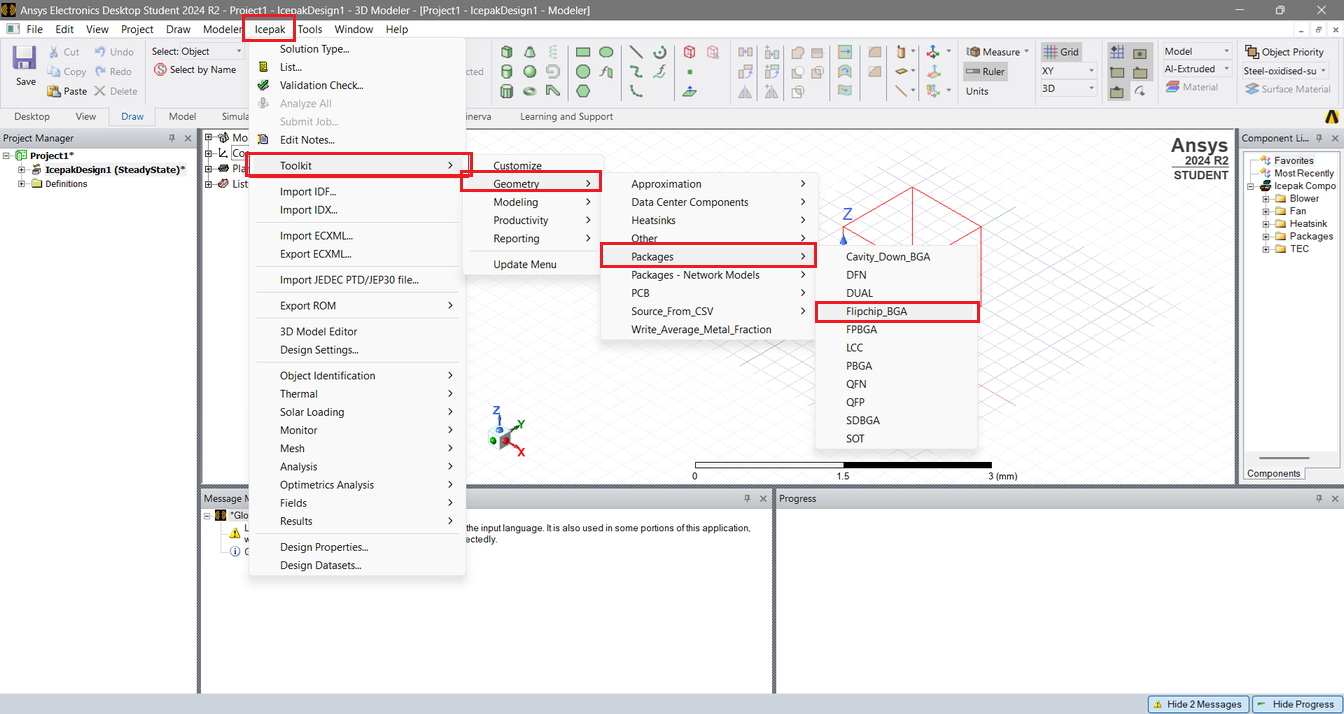 Ansys Electronics Desktop Student 2024 R2 - Project1 - IcepakDesign1 - 3D Modeler - [Project1 - IcepakDesign1 - Modeler]
File Edit View Project Draw Modeler Icepak Tools Window Help
Save
Cut
Copy
Paste
Undo
Redo
Delete
Select: Object
Select by Name
cted
Measure
Ruler
Units
Grid
XY
3D
Model
AI-Extruded
Material
Object Priority
Steel-oxidised-su
Surface Material
Desktop View Draw Model Simula
inerva Learning and Support
Project Manager
Project1*
IcepakDesign1 (SteadyState)*
Definitions
Mo
Co
Pla
List
Solution Type...
List...
Validation Check...
Analyze All
Submit Job...
Edit Notes...
Toolkit
Import IDF...
Import IDX...
Import ECXML...
Export ECXML...
Import JEDEC PTD/JEP30 file...
Export ROM
3D Model Editor
Design Settings...
Object Identification
Thermal
Solar Loading
Monitor
Mesh
Analysis
Optimetrics Analysis
Fields
Results
Design Properties...
Design Datasets...
Customize
Geometry
Modeling
Productivity
Reporting
Update Menu
Approximation
Data Center Components
Heatsinks
Other
Packages
Packages - Network Models
PCB
Source_From_CSV
Write_Average_Metal_Fraction
Cavity_Down_BGA
DFN
DUAL
Flipchip_BGA
FPBGA
LCC
PBGA
QFN
QFP
SDBGA
SOT
Z
Z
Y
X
0 1.5 3 (mm)
Ansys
2024 R2
STUDENT
Component Li...
Favorites
Most Recently
Icepak Compo
Blower
Fan
Heatsink
Packages
TEC
Components
Message M
*Glo
L
the input language. It is also used in some portions of this application,
w
ectedly.
G
Progress
Hide 2 Messages
Hide Progress